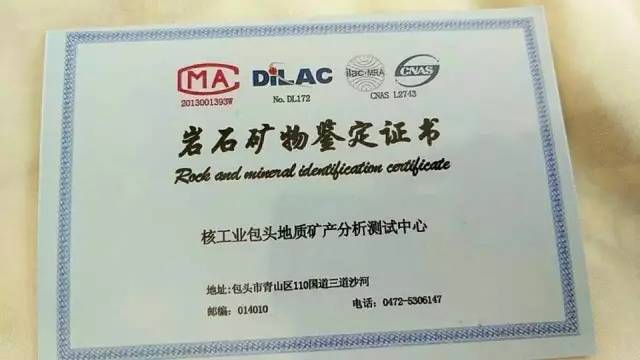 MA DiLAC ilac-MRA CNAS
2013001393W No. DL172 CNAS L2743
岩石矿物鉴定证书
Rock and mineral identification certificate
核工业包头地质矿产分析测试中心
地址:包头市青山区110国道三道沙河
邮编: 014010 电话: 0472-5306147